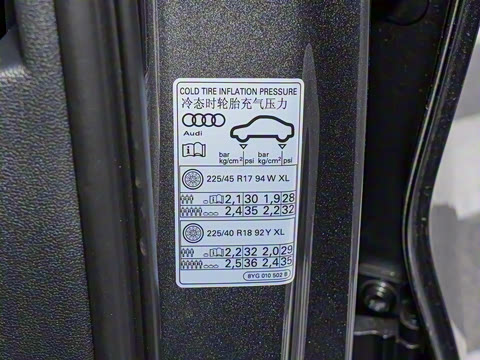 COLD TIRE INFLATION PRESSURE
冷态时轮胎充气压力
Audi
bar kg/cm² psi bar kg/cm² psi
225/45 R17 94 W XL
2,1 30 1,9 28
2,4 35 2,2 32
225/40 R18 92Y XL
2,2 32 2,0 29
2,5 36 2,4 35
8YG 010 502 B